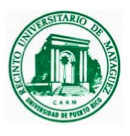 RECINTO UNIVERSITARIO DE MAYAGÜEZ
CAAM
UNIVERSIDAD DE PUERTO RICO